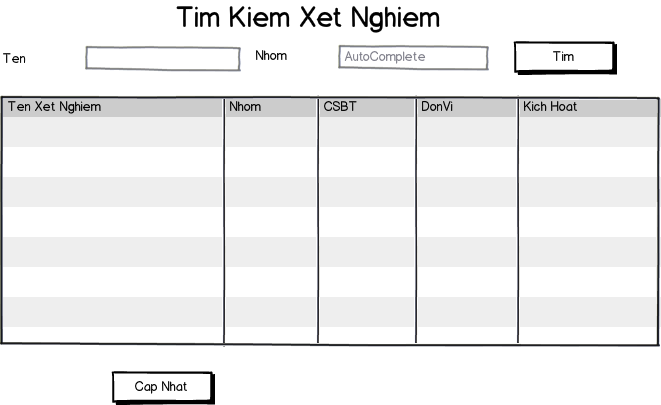 Tim Kiem Xet Nghiem
Ten Nhom AutoComplete Tim
Ten Xet Nghiem Nhom CSBT DonVi Kich Hoat
Cap Nhat